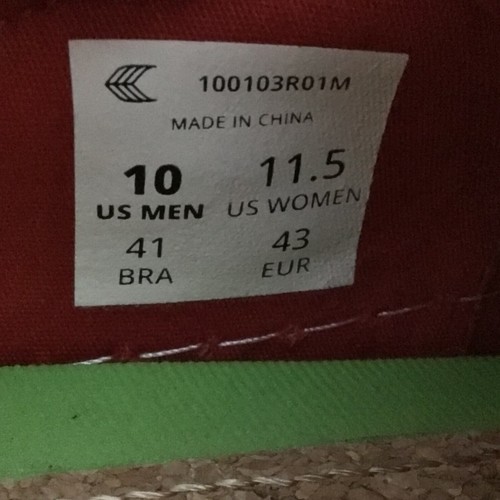 100103R01M
MADE IN CHINA
10 11.5
US MEN US WOMEN
41 43
BRA EUR